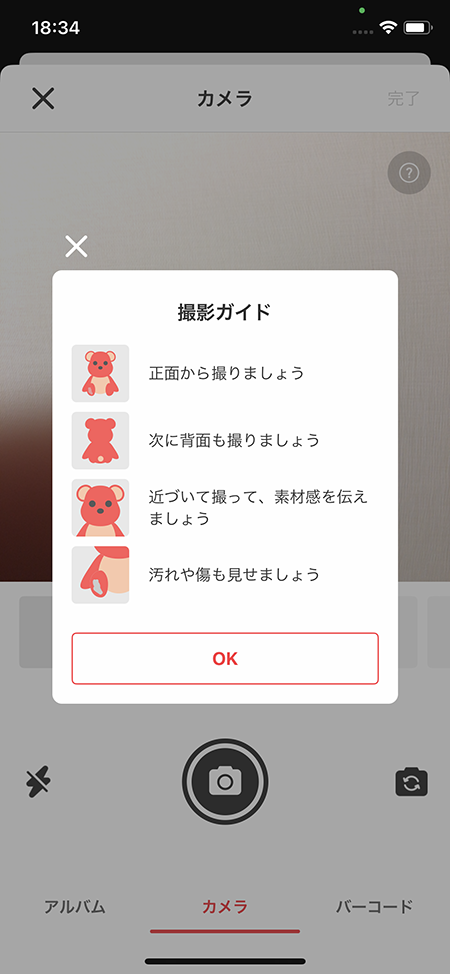 18:34
カメラ
完了
?
撮影ガイド
正面から撮りましょう
次に背面も撮りましょう
近づいて撮って、素材感を伝え
ましょう
汚れや傷も見せましょう
OK
アルバム
カメラ
バーコード